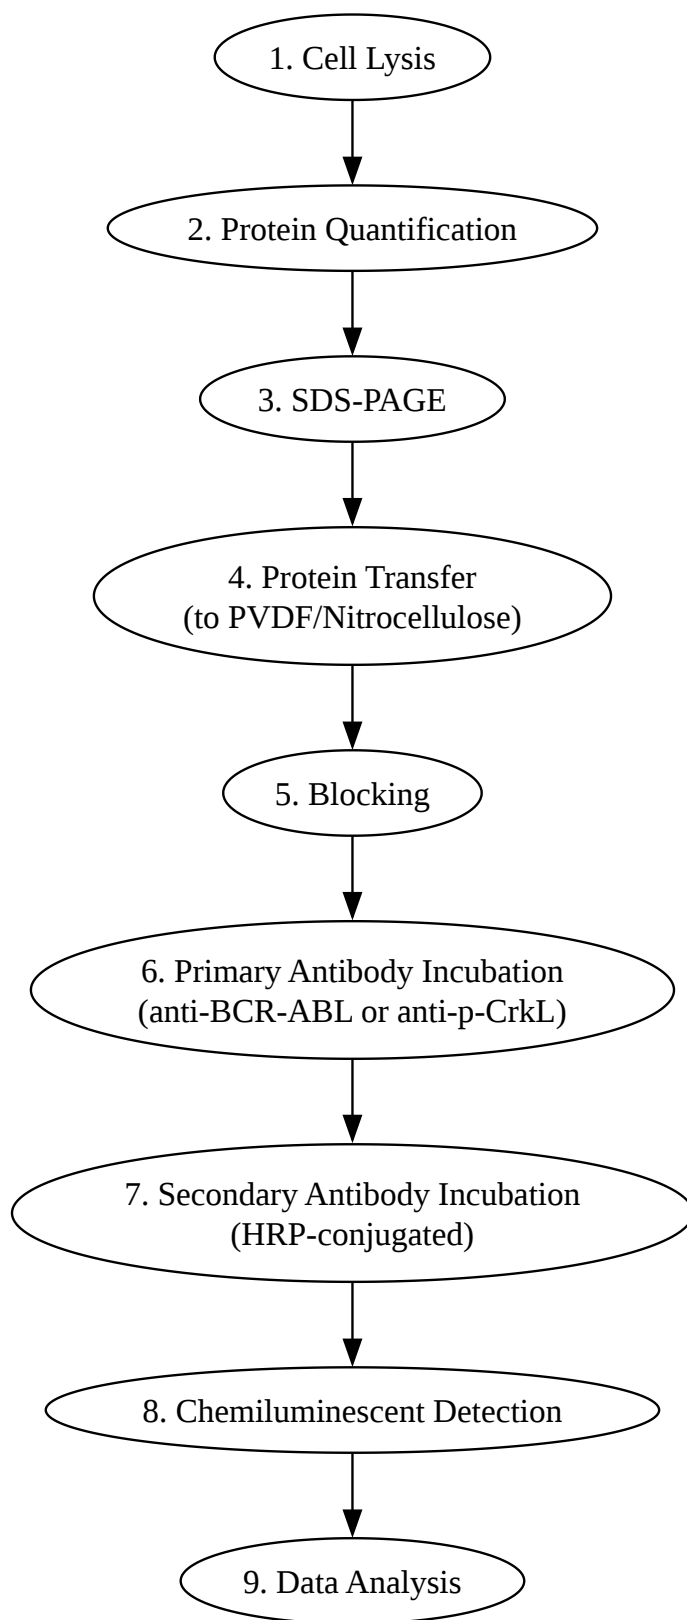 1. Cell Lysis
2. Protein Quantification
3. SDS-PAGE
4. Protein Transfer
(to PVDF/Nitrocellulose)
5. Blocking
6. Primary Antibody Incubation
(anti-BCR-ABL or anti-p-CrkL)
7. Secondary Antibody Incubation
(HRP-conjugated)
8. Chemiluminescent Detection
9. Data Analysis